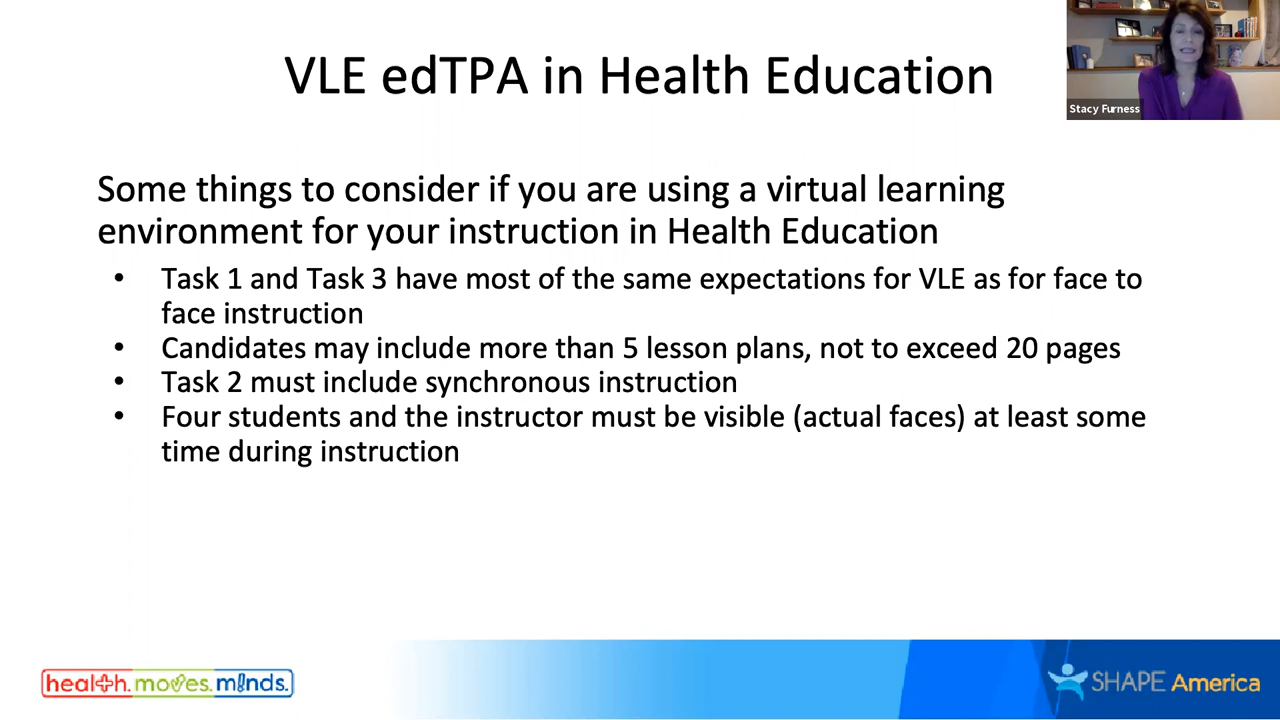 VLE edTPA in Health Education
Stacy Furness
Some things to consider if you are using a virtual learning
environment for your instruction in Health Education
• Task 1 and Task 3 have most of the same expectations for VLE as for face to
face instruction
• Candidates may include more than 5 lesson plans, not to exceed 20 pages
• Task 2 must include synchronous instruction
• Four students and the instructor must be visible (actual faces) at least some
time during instruction
health.moves.minds.
SHAPE America